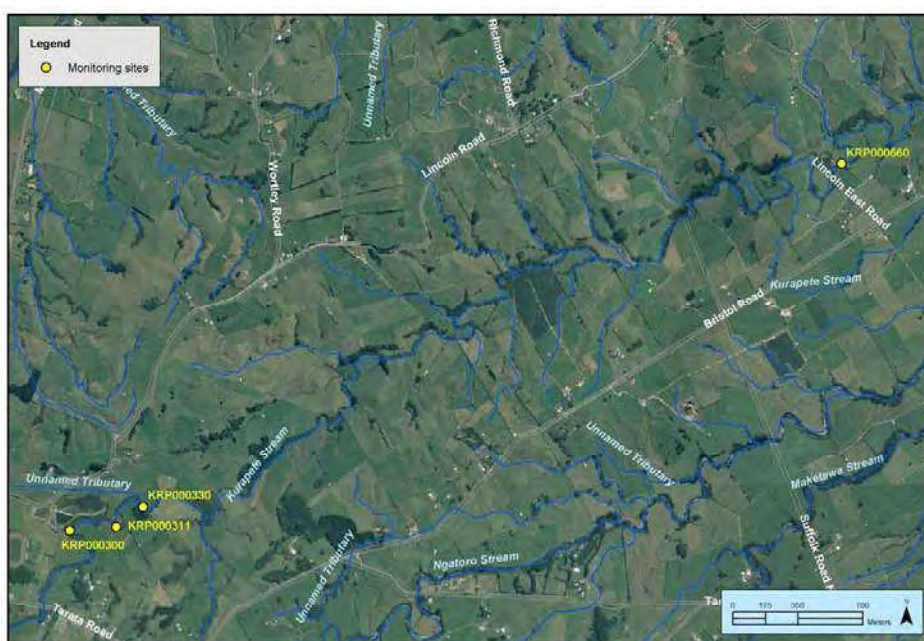 Legend
Monitoring sites
Richmond Road
Unnamed Tributary
Unnamed Tributary
Lincoln Road
KRP000660
Lincoln East Road
Wortley Road
Kurapete Stream
Bristol Road
Unnamed Tributary
Kurapete Stream
Maketawa Stream
Unnamed Tributary
KRP000330
KRP000311
KRP000300
Ngatoro Stream
Unnamed Tributary
Suffolk Road
Tarata Road
0
Meters
N